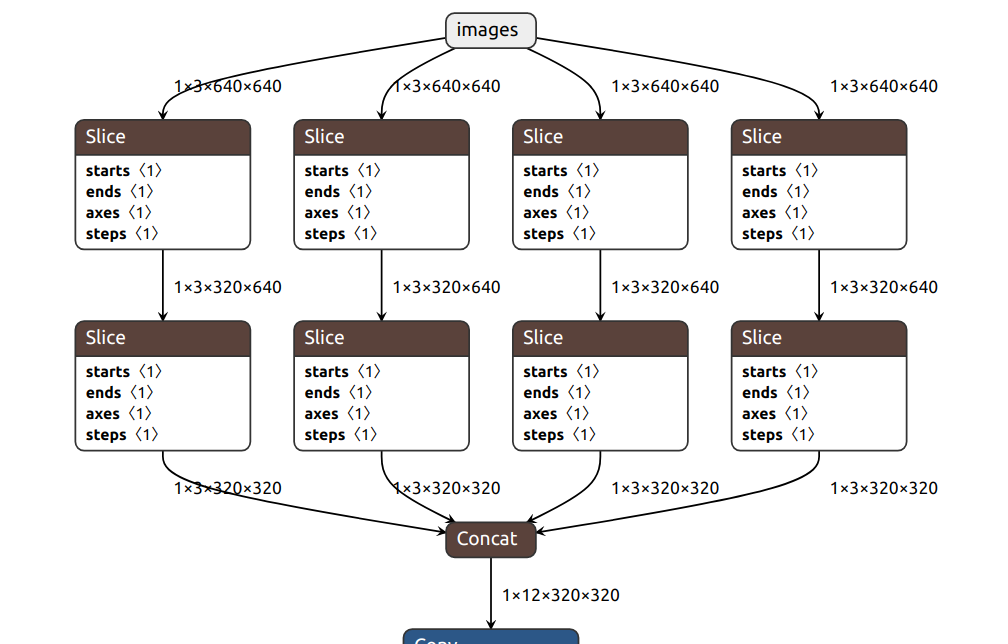 images
1×3×640×640 1×3×640×640 1×3×640×640 1×3×640×640
Slice Slice Slice Slice
starts 〈1〉 starts 〈1〉 starts 〈1〉 starts 〈1〉
ends 〈1〉 ends 〈1〉 ends 〈1〉 ends 〈1〉
axes 〈1〉 axes 〈1〉 axes 〈1〉 axes 〈1〉
steps 〈1〉 steps 〈1〉 steps 〈1〉 steps 〈1〉
1×3×320×640 1×3×320×640 1×3×320×640 1×3×320×640
Slice Slice Slice Slice
starts 〈1〉 starts 〈1〉 starts 〈1〉 starts 〈1〉
ends 〈1〉 ends 〈1〉 ends 〈1〉 ends 〈1〉
axes 〈1〉 axes 〈1〉 axes 〈1〉 axes 〈1〉
steps 〈1〉 steps 〈1〉 steps 〈1〉 steps 〈1〉
1×3×320×320 1×3×320×320 1×3×320×320 1×3×320×320
Concat
1×12×320×320